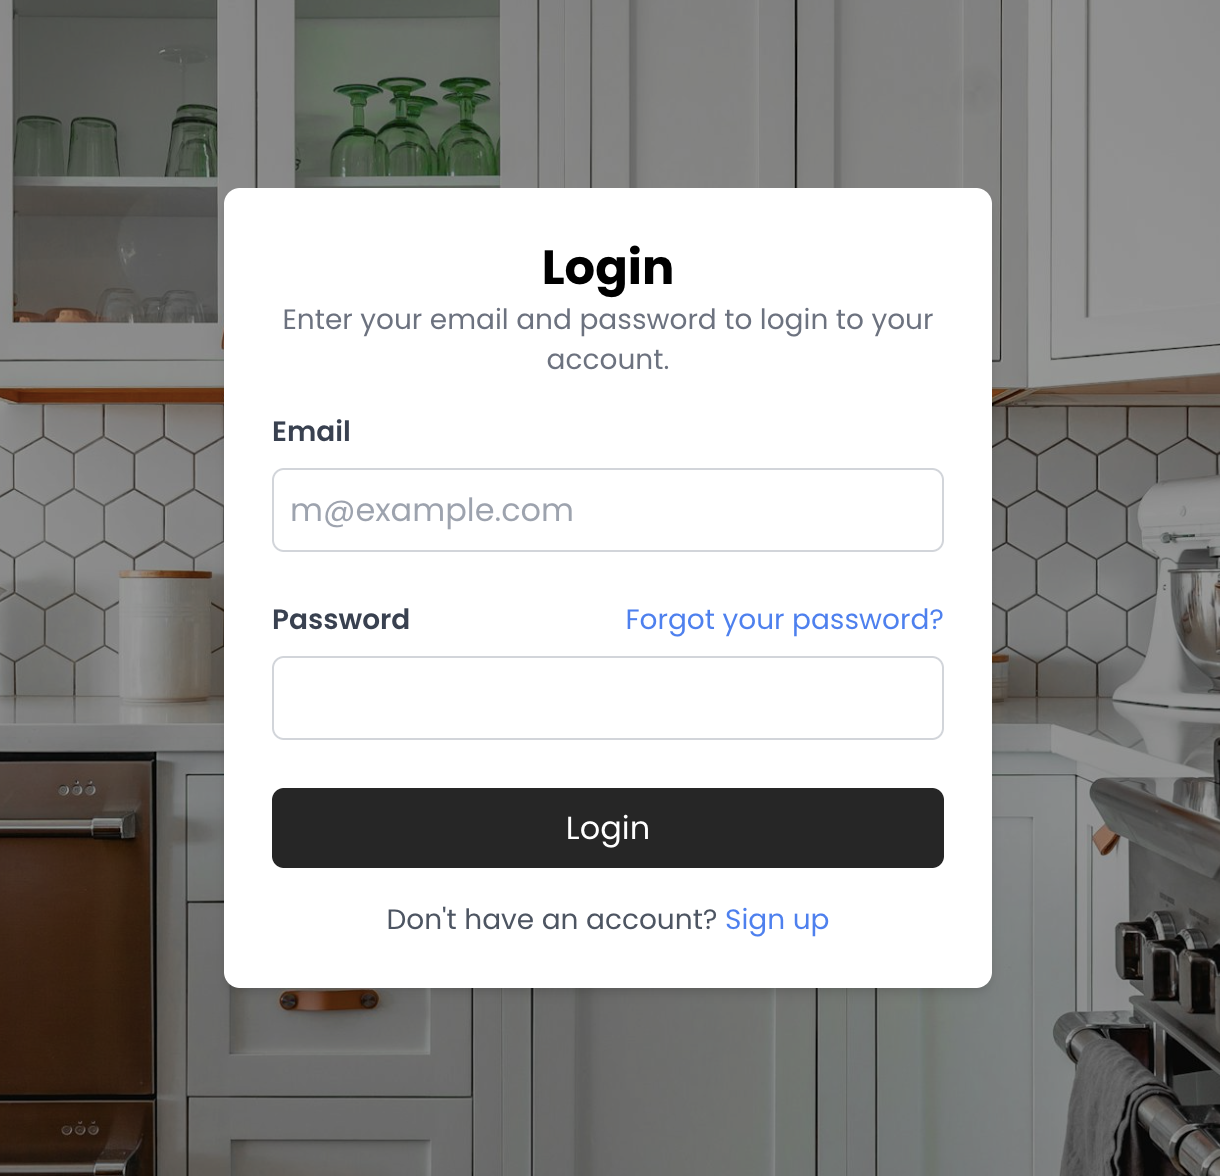 Login
Enter your email and password to login to your
account.
Email
m@example.com
Password Forgot your password?
Login
Don't have an account? Sign up